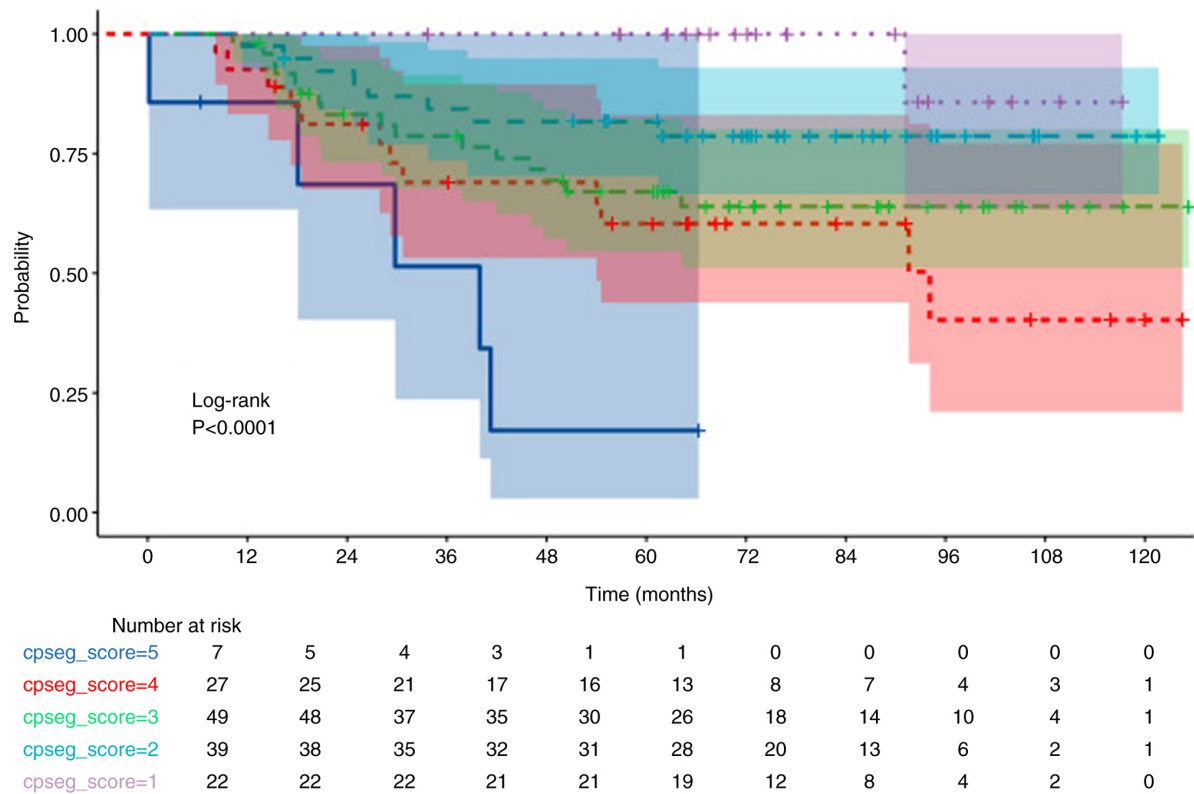 1.00
0.75
0.50
0.25
0.00
Probability
Log-rank
P<0.0001
0 12 24 36 48 60 72 84 96 108 120
Time (months)
Number at risk
cpseg_score=5 7 5 4 3 1 1 0 0 0 0 0
cpseg_score=4 27 25 21 17 16 13 8 7 4 3 1
cpseg_score=3 49 48 37 35 30 26 18 14 10 4 1
cpseg_score=2 39 38 35 32 31 28 20 13 6 2 1
cpseg_score=1 22 22 22 21 21 19 12 8 4 2 0